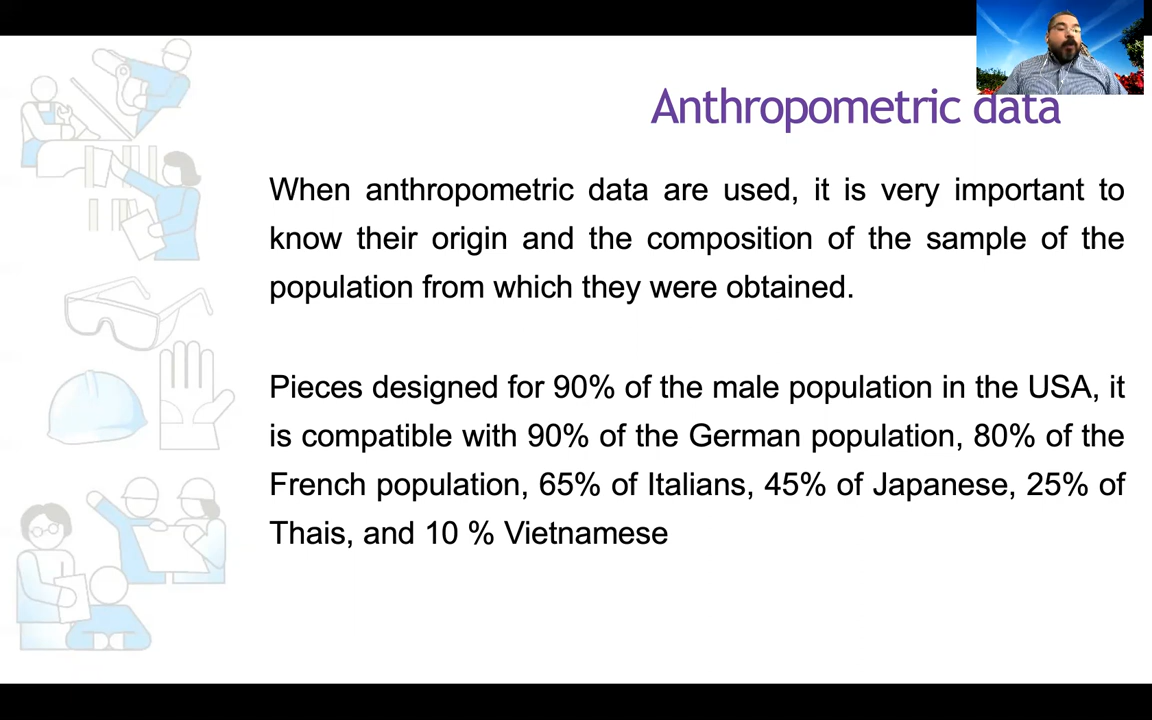 Anthropometric data
When anthropometric data are used, it is very important to
know their origin and the composition of the sample of the
population from which they were obtained.
Pieces designed for 90% of the male population in the USA, it
is compatible with 90% of the German population, 80% of the
French population, 65% of Italians, 45% of Japanese, 25% of
Thais, and 10 % Vietnamese